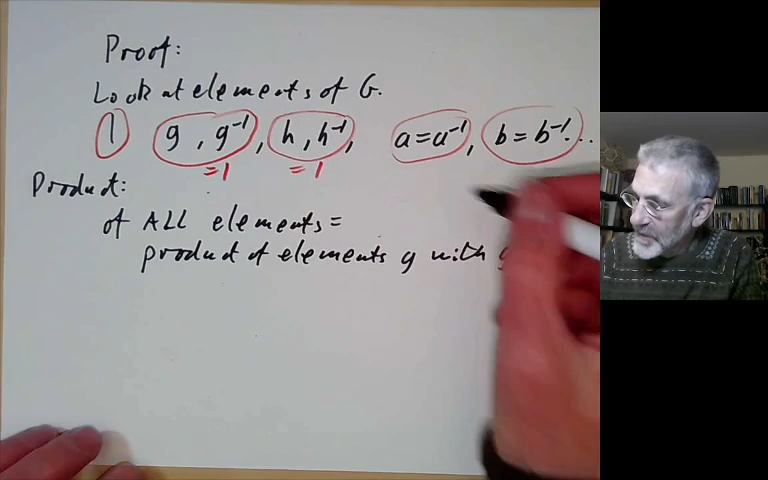 Proof:
Look at elements of G.
1 g, g⁻¹, h, h⁻¹, a=a⁻¹, b=b⁻¹...
=1 =1
Product:
of ALL elements=
product of elements g with g